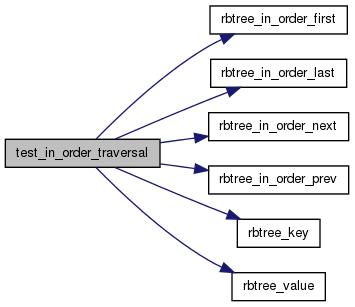 rbtree_in_order_first
rbtree_in_order_last
rbtree_in_order_next
test_in_order_traversal
rbtree_in_order_prev
rbtree_key
rbtree_value